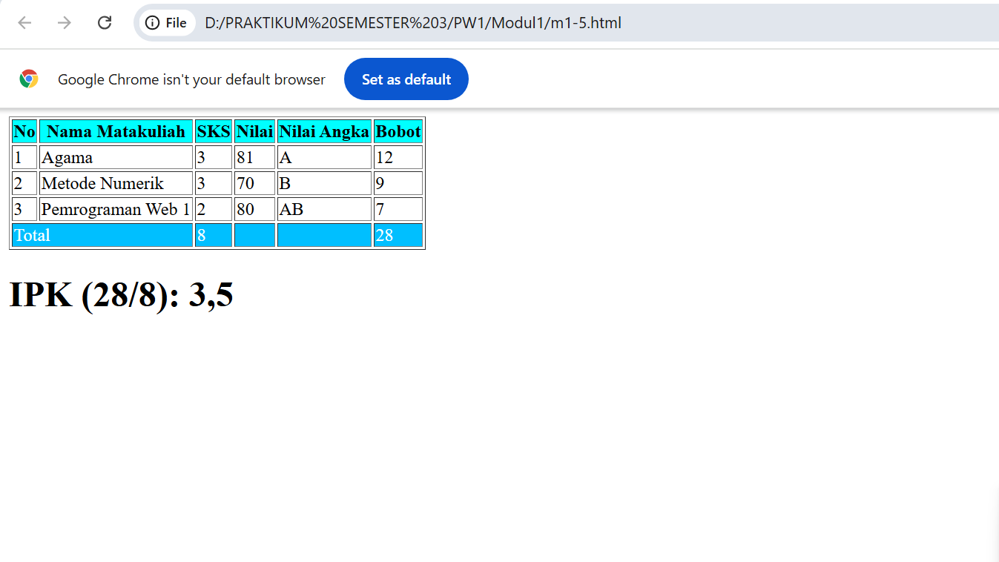 File D:/PRAKTIKUM%20SEMESTER%203/PW1/Modul1/m1-5.html
Google Chrome isn't your default browser Set as default
No Nama Matakuliah SKS Nilai Nilai Angka Bobot
1 Agama 3 81 A 12
2 Metode Numerik 3 70 B 9
3 Pemrograman Web 1 2 80 AB 7
Total 8 28
IPK (28/8): 3,5